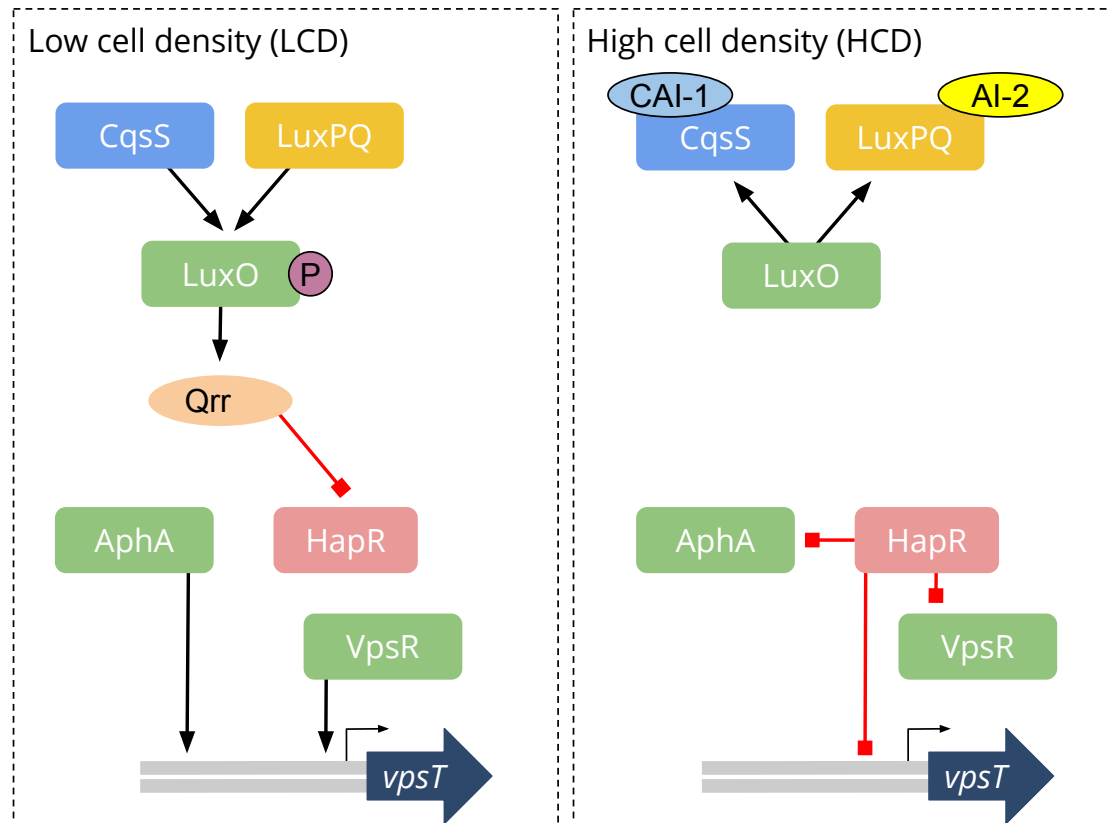 Low cell density (LCD)
CqsS
LuxPQ
LuxO
P
Qrr
AphA
HapR
VpsR
vpsT
High cell density (HCD)
CAI-1
AI-2
CqsS
LuxPQ
LuxO
AphA
HapR
VpsR
vpsT